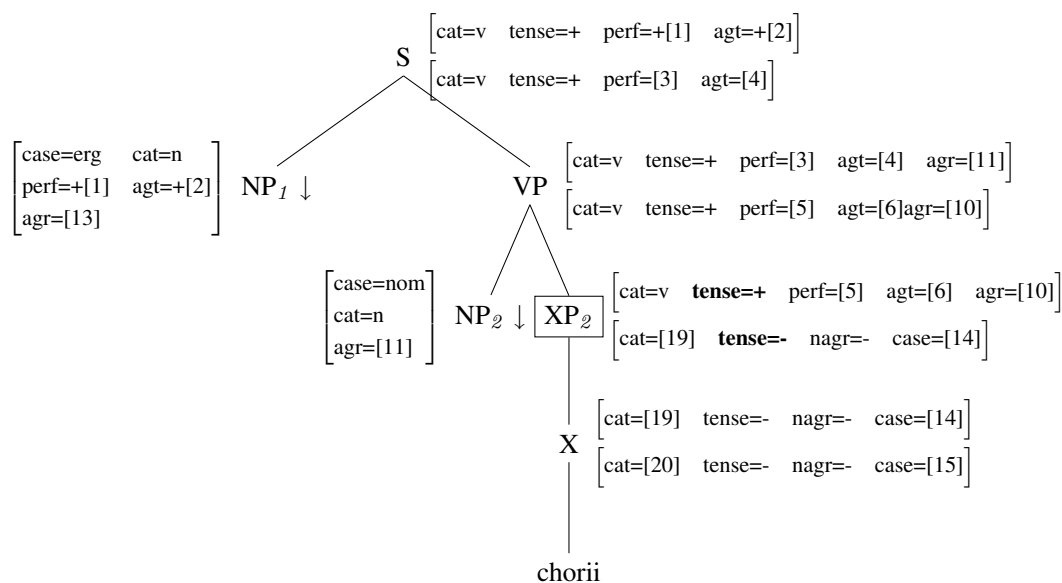 [cat=v tense=+ perf=+[1] agt=+[2]]
S
[cat=v tense=+ perf=[3] agt=[4]]
[case=erg cat=n
perf=+[1] agt=+[2]
agr=[13]]
NP1 ↓
[cat=v tense=+ perf=[3] agt=[4] agr=[11]]
VP
[cat=v tense=+ perf=[5] agt=[6]agr=[10]]
[case=nom
cat=n
agr=[11]]
NP2 ↓
XP2
[cat=v tense=+ perf=[5] agt=[6] agr=[10]]
[cat=[19] tense=- nagr=- case=[14]]
X
[cat=[19] tense=- nagr=- case=[14]]
[cat=[20] tense=- nagr=- case=[15]]
chorii